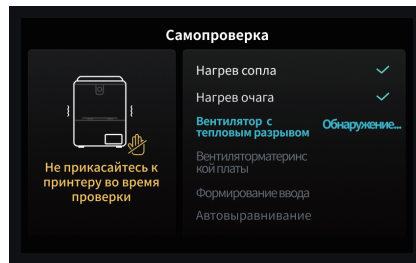 Самопроверка
Не прикасайтесь к
принтеру во время
проверки
Нагрев сопла
Нагрев очага
Вентилятор с
тепловым разрывом
Обнаружение...
Вентиляторматеринс
кой платы
Формирование ввода
Автовыравнивание